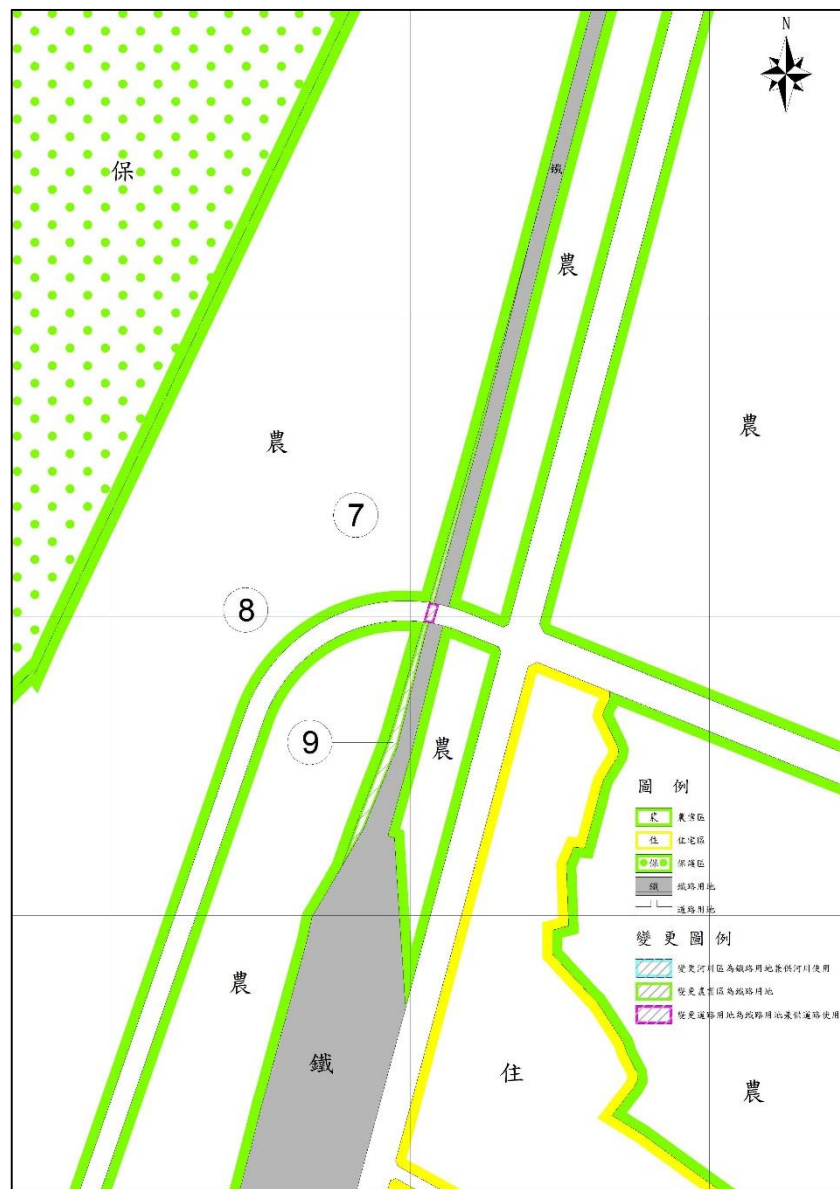 N
保
鐵
農
農
農
7
8
9
農
圖 例
農 農業區
住 住宅區
保 保護區
鐵 鐵路用地
道路用地
變更圖例
變更河川區為鐵路用地兼供河川使用
變更農業區為鐵路用地
變更道路用地為鐵路用地兼供道路使用
農
鐵
住
農